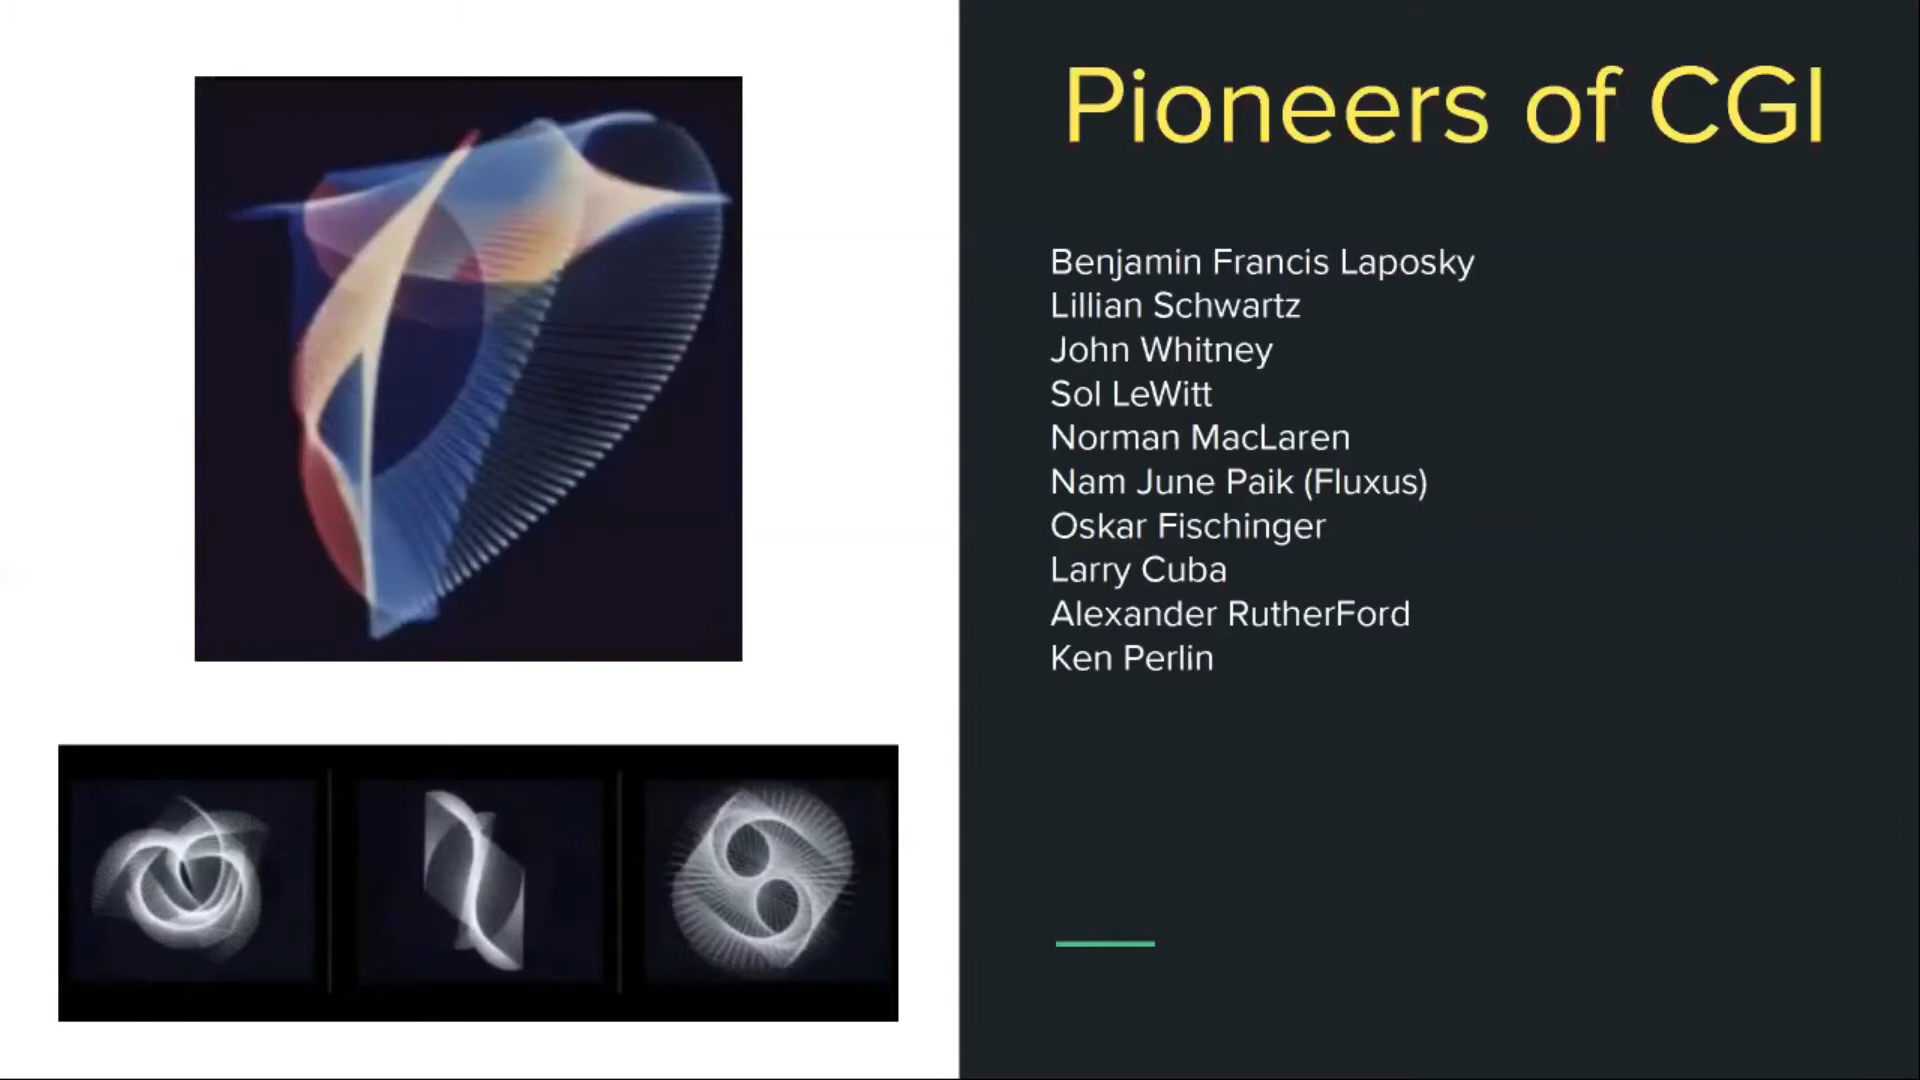 Pioneers of CGI
Benjamin Francis Laposky
Lillian Schwartz
John Whitney
Sol LeWitt
Norman MacLaren
Nam June Paik (Fluxus)
Oskar Fischinger
Larry Cuba
Alexander RutherFord
Ken Perlin